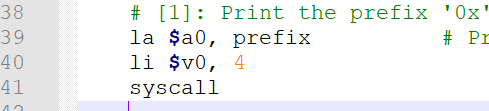 38 # [1]: Print the prefix '0x'
39 la $a0, prefix # Pr
40 li $v0, 4
41 syscall
42